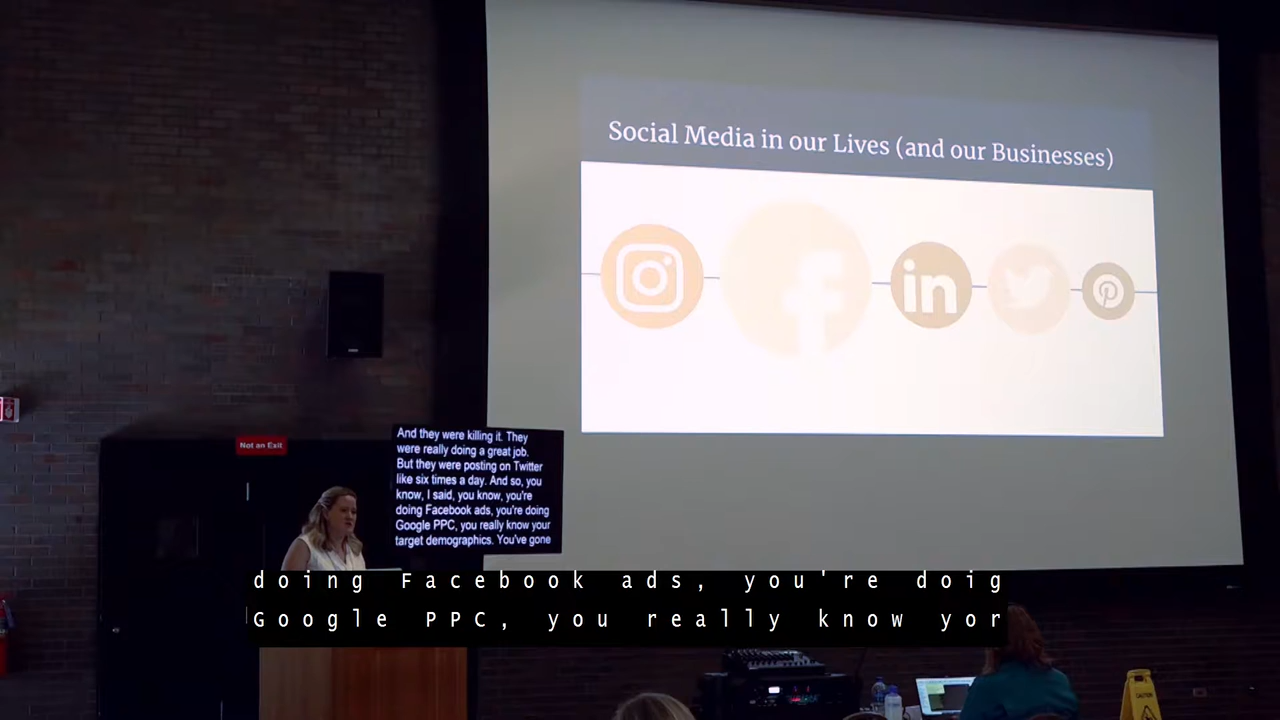 Social Media in our Lives (and our Businesses)
in
Not an Exit
And they were killing it. They
were really doing a great job.
But they were posting on Twitter
like six times a day. And so, you
know, I said, you know, you're
doing Facebook ads, you're doing
Google PPC, you really know your
target demographics. You've gone
doing Facebook ads, you're doig
Google PPC, you really know yor
CAUTION